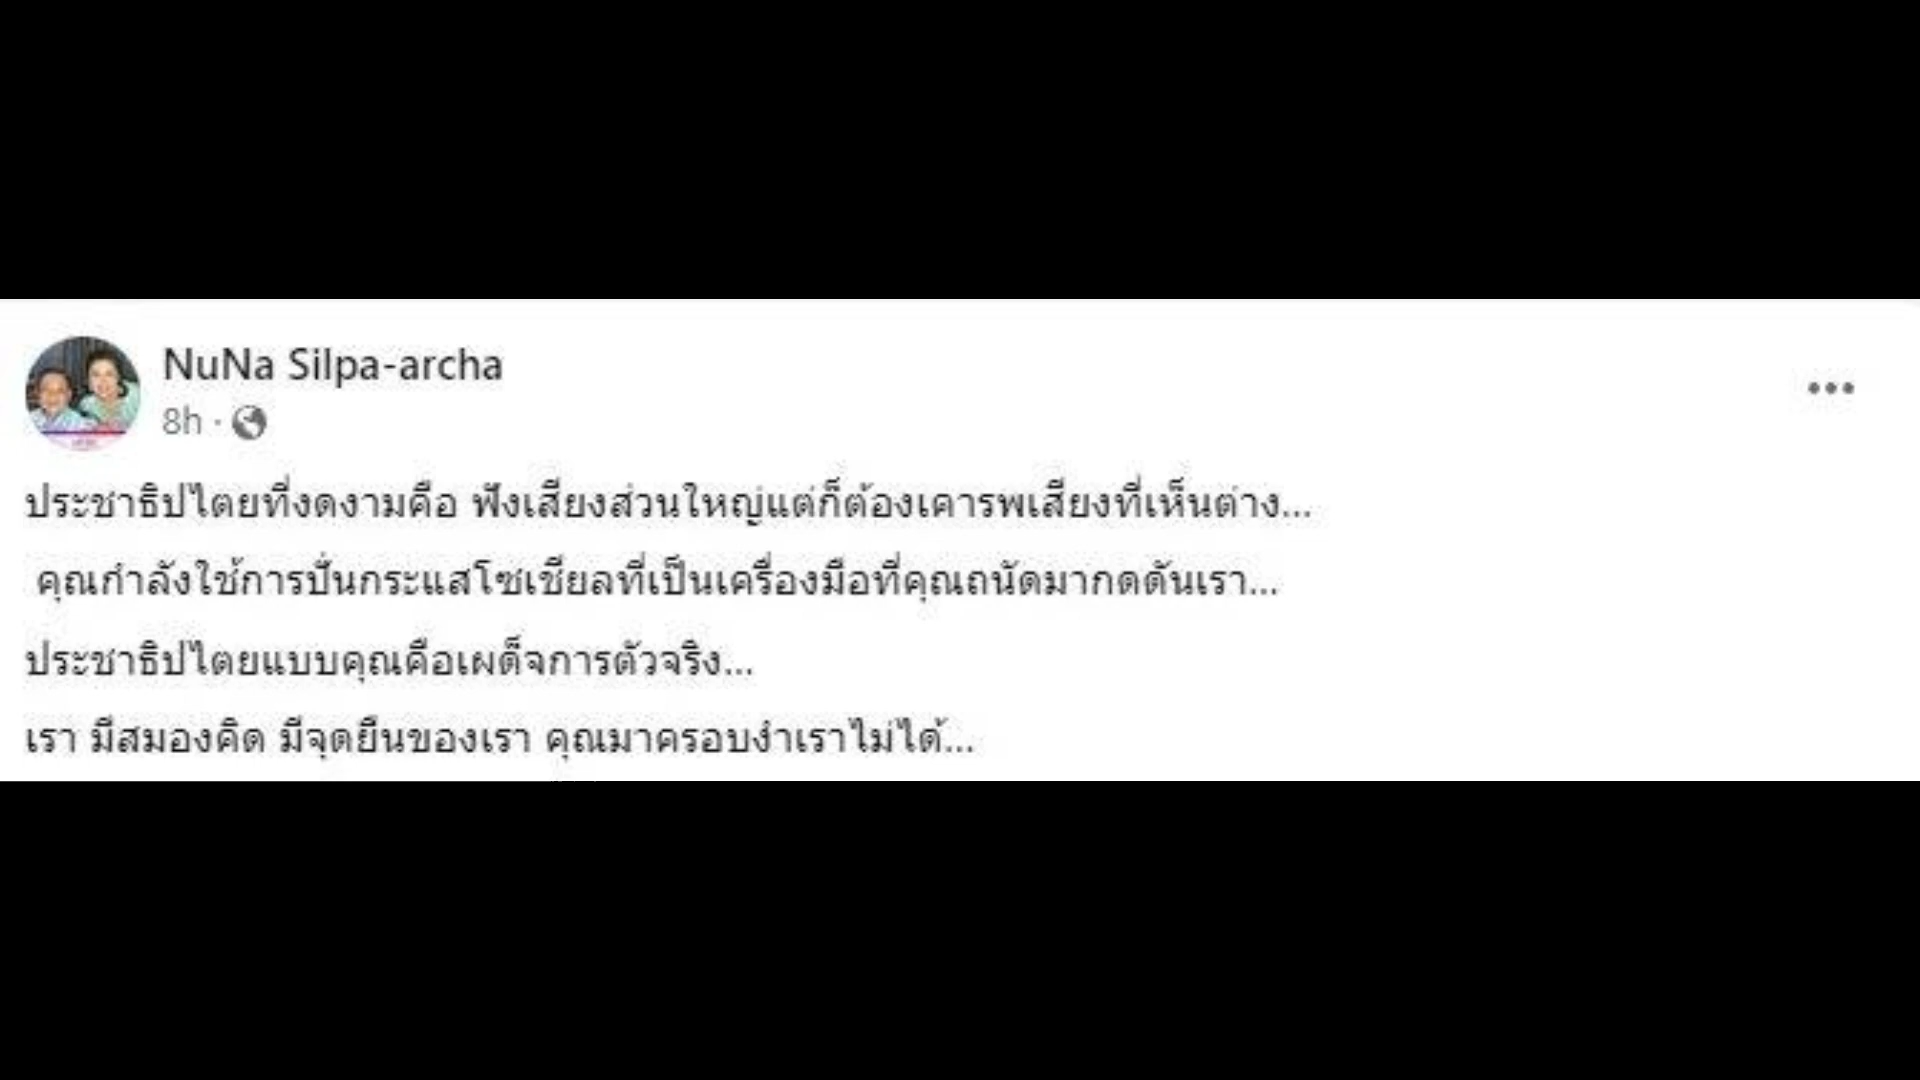 NuNa Silpa-archa
8h ·
ประชาธิปไตยที่งดงามคือ ฟังเสียงส่วนใหญ่แต่ก็ต้องเคารพเสียงที่เห็นต่าง...
คุณกำลังใช้การปั่นกระแสโซเชียลที่เป็นเครื่องมือที่คุณถนัดมากดดันเรา...
ประชาธิปไตยแบบคุณคือเผด็จการตัวจริง...
เรา มีสมองคิด มีจุดยืนของเรา คุณมาครอบงำเราไม่ได้...